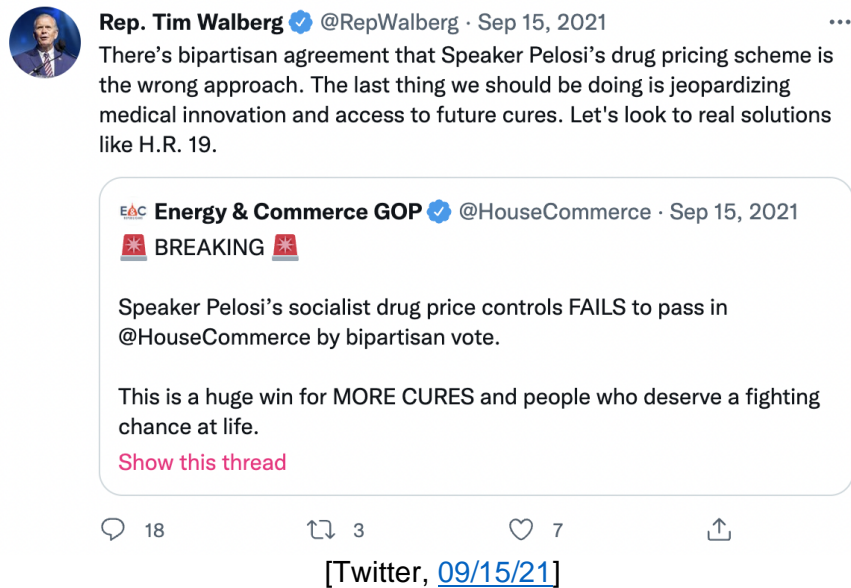 Rep. Tim Walberg @RepWalberg · Sep 15, 2021
There’s bipartisan agreement that Speaker Pelosi’s drug pricing scheme is
the wrong approach. The last thing we should be doing is jeopardizing
medical innovation and access to future cures. Let's look to real solutions
like H.R. 19.
E&C Energy & Commerce GOP @HouseCommerce · Sep 15, 2021
🚨 BREAKING 🚨
Speaker Pelosi’s socialist drug price controls FAILS to pass in
@HouseCommerce by bipartisan vote.
This is a huge win for MORE CURES and people who deserve a fighting
chance at life.
Show this thread
18 3 7
[Twitter, 09/15/21]